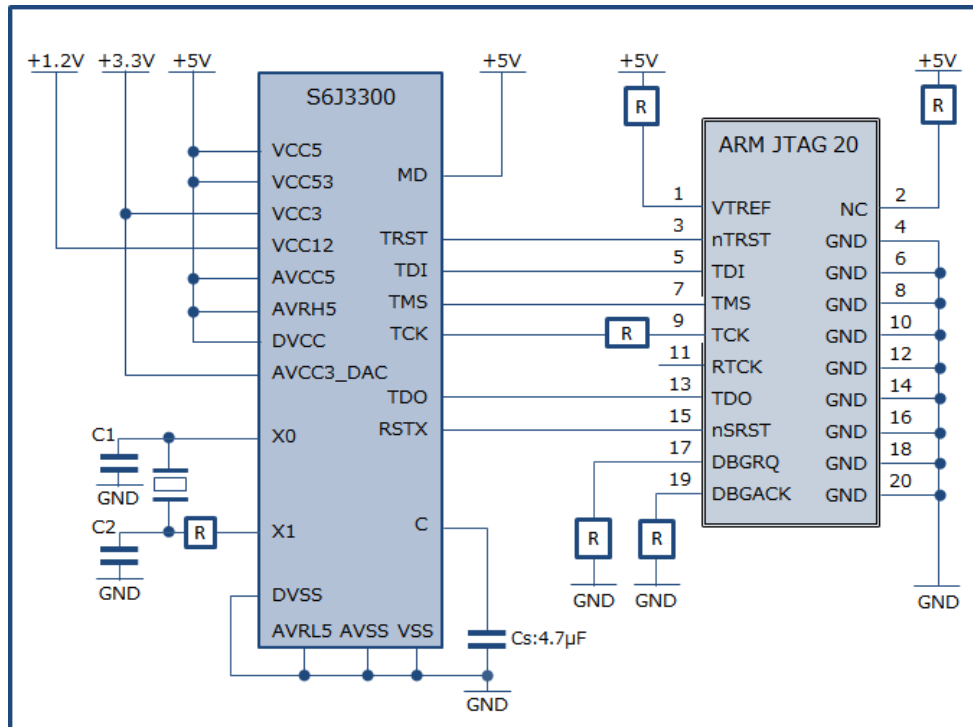 +1.2V +3.3V +5V +5V +5V +5V
S6J3300
R
R
ARM JTAG 20
VCC5
VCC53
MD
VCC3
1 VTREF NC 2
VCC12
TRST 3 nTRST GND 4
AVCC5 TDI 5 TDI GND 6
AVRH5 TMS 7 TMS GND 8
DVCC TCK R 9 TCK GND 10
AVCC3_DAC 11 RTCK GND 12
TDO 13 TDO GND 14
C1 X0 RSTX 15 nSRST GND 16
17 DBGRQ GND 18
GND 19 DBGACK GND 20
C2 R X1 C
R R
GND
DVSS GND GND GND
AVRL5 AVSS VSS Cs:4.7μF
GND